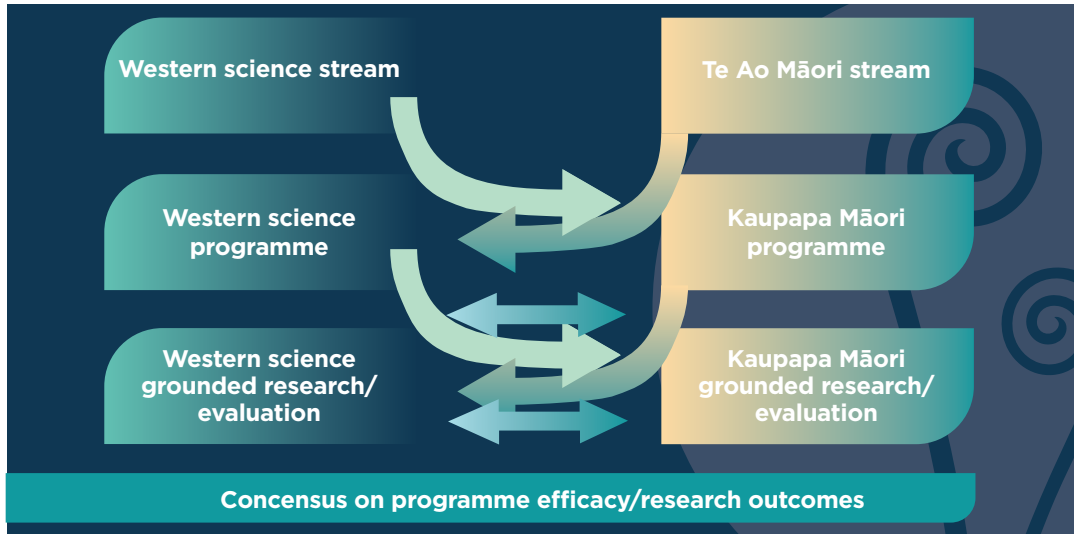 Western science stream
Te Ao Māori stream
Western science
programme
Kaupapa Māori
programme
Western science
grounded research/
evaluation
Kaupapa Māori
grounded research/
evaluation
Concensus on programme efficacy/research outcomes